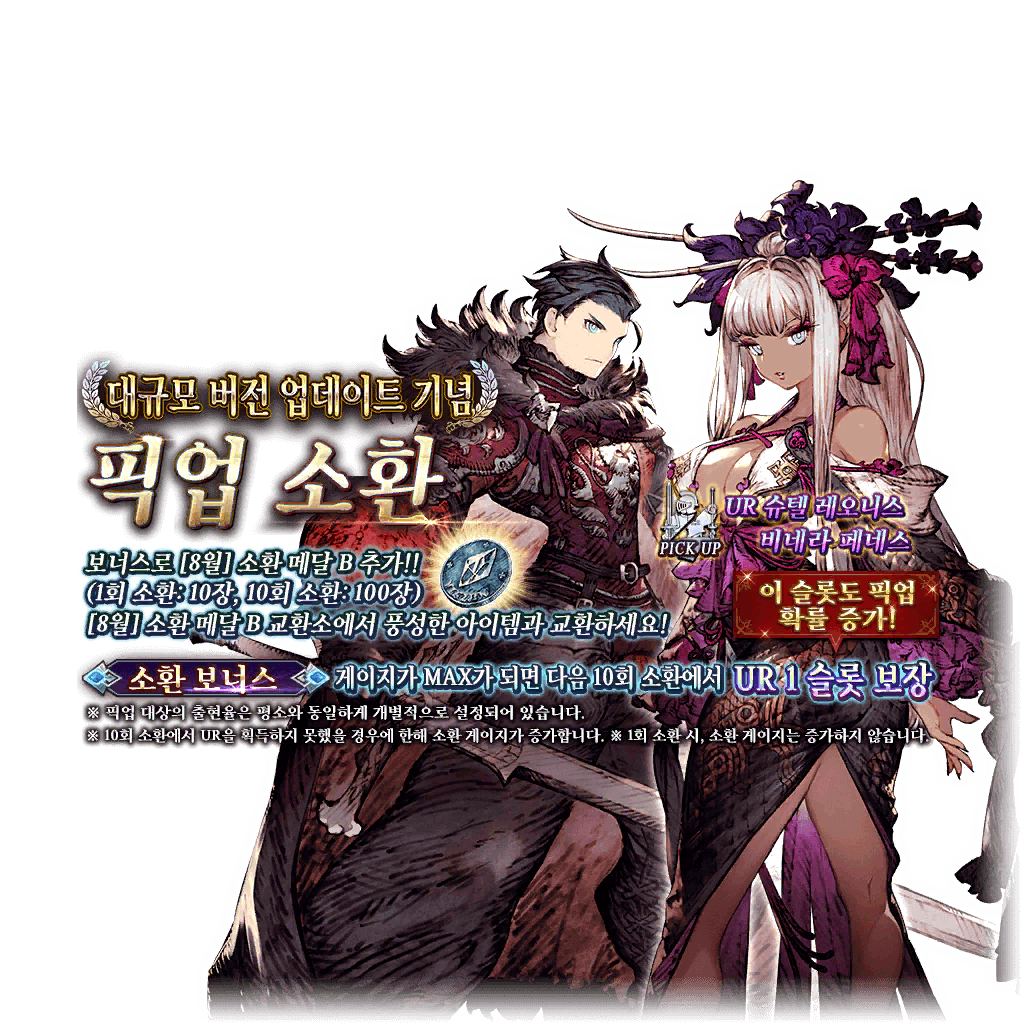 대규모 버전 업데이트 기념
픽업 소환
보너스로 [8월] 소환 메달 B 추가!!
(1회 소환: 10장, 10회 소환: 100장)
[8월] 소환 메달 B 교환소에서 풍성한 아이템과 교환하세요!
PICK UP
UR 슈텔 레오니스
비네라 페네스
이 슬롯도 픽업
확률 증가!
소환 보너스 게이지가 MAX가 되면 다음 10회 소환에서 UR 1 슬롯 보장
※ 픽업 대상의 출현율은 평소와 동일하게 개별적으로 설정되어 있습니다.
※ 10회 소환에서 UR을 획득하지 못했을 경우에 한해 소환 게이지가 증가합니다. ※ 1회 소환 시, 소환 게이지는 증가하지 않습니다.